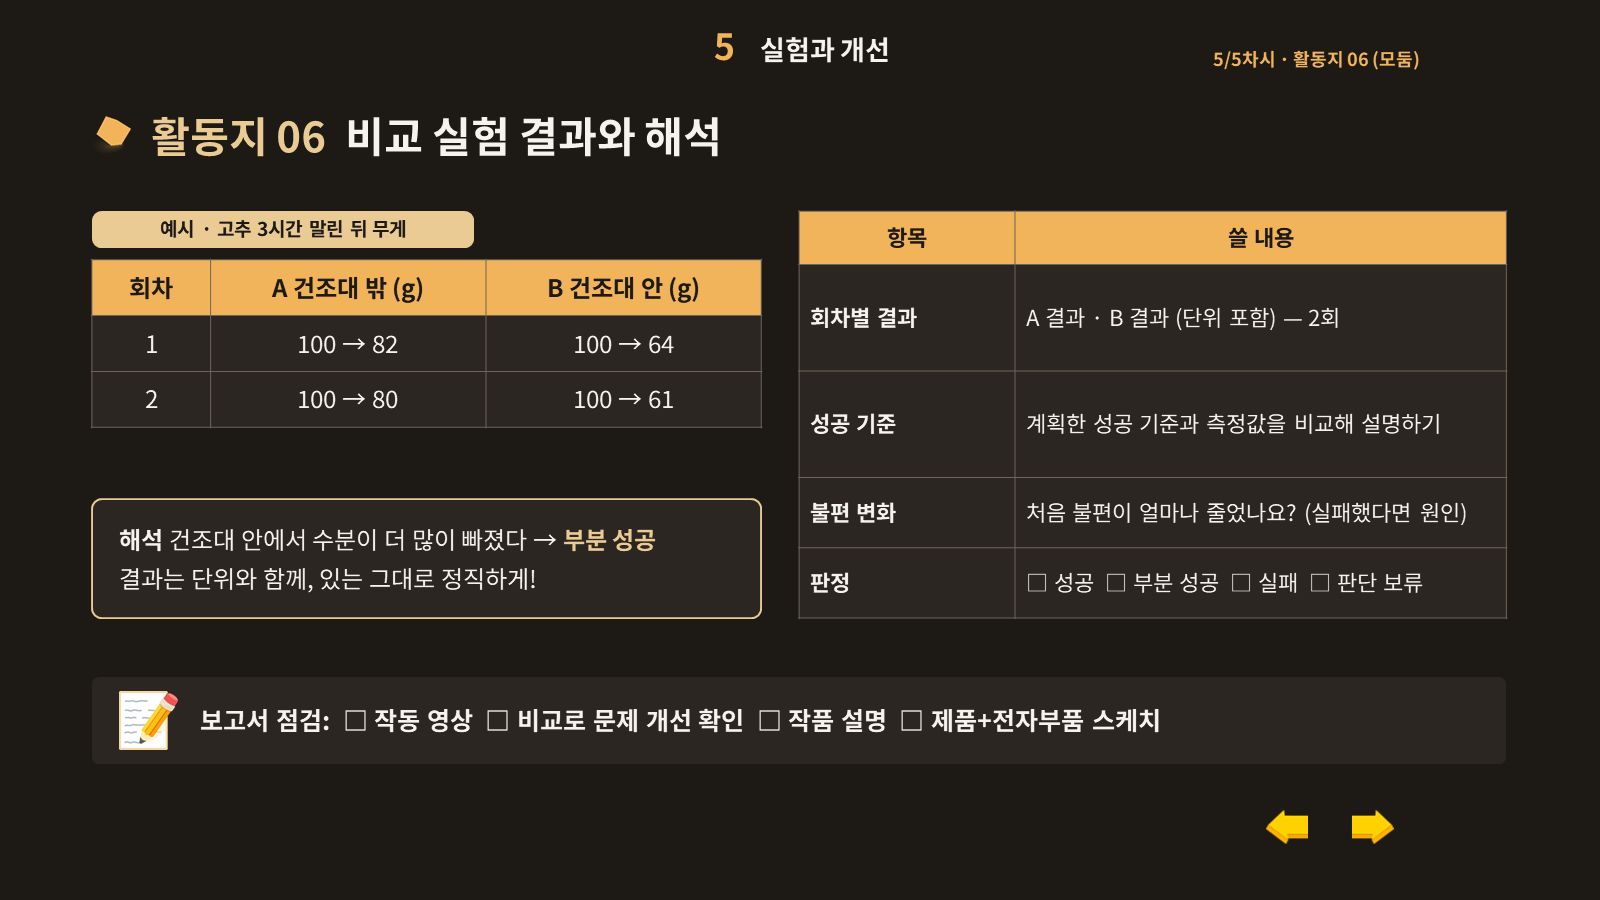 5 실험과 개선
5/5차시 · 활동지 06 (모둠)
활동지 06 비교 실험 결과와 해석
예시 · 고추 3시간 말린 뒤 무게
회차 A 건조대 밖 (g) B 건조대 안 (g)
1 100 → 82 100 → 64
2 100 → 80 100 → 61
해석 건조대 안에서 수분이 더 많이 빠졌다 → 부분 성공
결과는 단위와 함께, 있는 그대로 정직하게!
항목 쓸 내용
회차별 결과 A 결과 · B 결과 (단위 포함) — 2회
성공 기준 계획한 성공 기준과 측정값을 비교해 설명하기
불편 변화 처음 불편이 얼마나 줄었나요? (실패했다면 원인)
판정 □ 성공 □ 부분 성공 □ 실패 □ 판단 보류
보고서 점검: □ 작동 영상 □ 비교로 문제 개선 확인 □ 작품 설명 □ 제품+전자부품 스케치